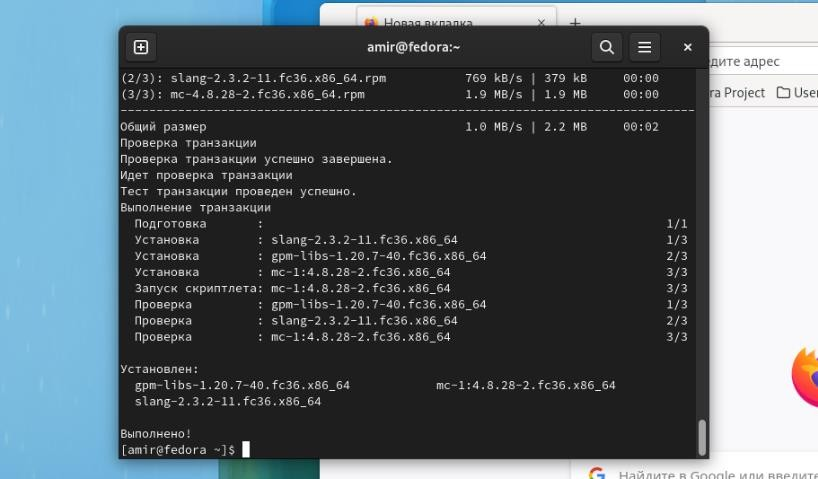 Новая вкладка
amir@fedora:~
дите адрес
ra Project
User
(2/3): slang-2.3.2-11.fc36.x86_64.rpm 769 kB/s | 379 kB 00:00
(3/3): mc-4.8.28-2.fc36.x86_64.rpm 1.9 MB/s | 1.9 MB 00:00
--------------------------------------------------------------------------------
Общий размер 1.0 MB/s | 2.2 MB 00:02
Проверка транзакции
Проверка транзакции успешно завершена.
Идет проверка транзакции
Тест транзакции проведен успешно.
Выполнение транзакции
Подготовка : 1/1
Установка : slang-2.3.2-11.fc36.x86_64 1/3
Установка : gpm-libs-1.20.7-40.fc36.x86_64 2/3
Установка : mc-1:4.8.28-2.fc36.x86_64 3/3
Запуск скриптлета: mc-1:4.8.28-2.fc36.x86_64 3/3
Проверка : gpm-libs-1.20.7-40.fc36.x86_64 1/3
Проверка : slang-2.3.2-11.fc36.x86_64 2/3
Проверка : mc-1:4.8.28-2.fc36.x86_64 3/3
Установлен:
gpm-libs-1.20.7-40.fc36.x86_64 mc-1:4.8.28-2.fc36.x86_64
slang-2.3.2-11.fc36.x86_64
Выполнено!
[amir@fedora ~]$
Найдите в Google или введите